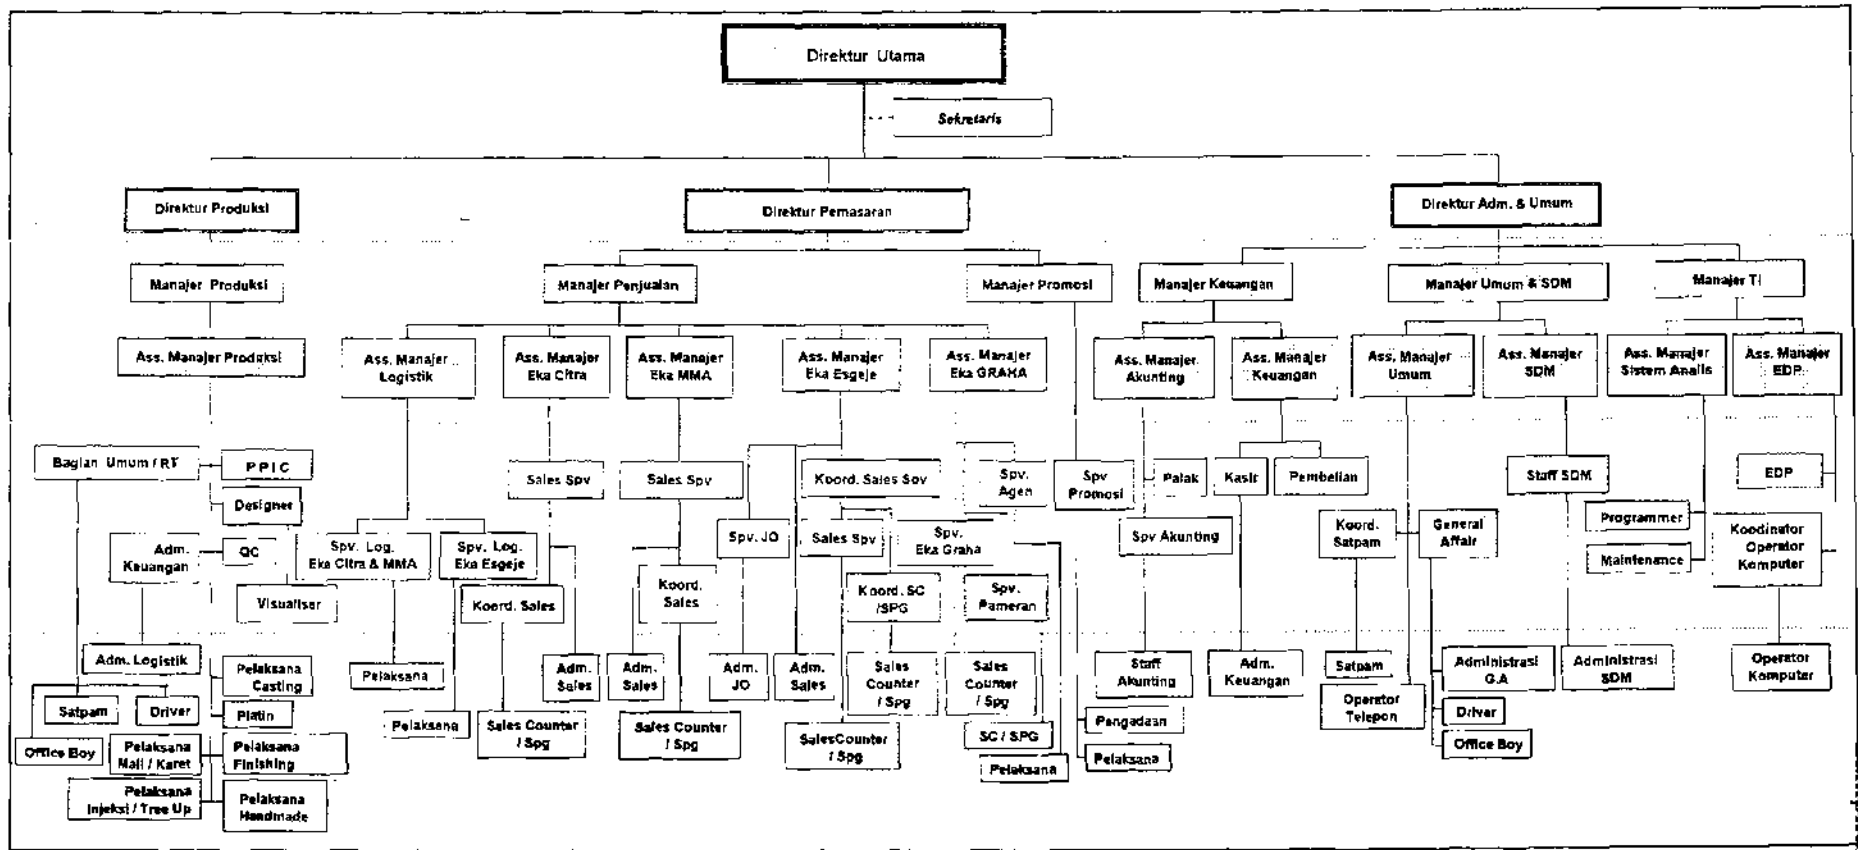 Direktur Utama
Sekretaris
Direktur Produksi
Direktur Pemasaran
Direktur Adm. & Umum
Manajer Produksi
Manajer Penjualan
Manajer Promosi
Manajer Keuangan
Manajer Umum & SDM
Manajer TI
Ass. Manajer Produksi
Ass. Manajer
Logistik
Ass. Manajer
Eka Citra
Ass. Manajer
Eka MMA
Ass. Manajer
Eka Esgeje
Ass. Manajer
Eka GRAHA
Ass. Manajer
Akunting
Ass. Manajer
Keuangan
Ass. Manajer
Umum
Ass. Manajer
SDM
Ass. Manajer
Sistem Analis
Ass. Manajer
EDP
Bagian Umum / RT
P P I C
Designer
Adm.
Keuangan
QC
Visualiser
Spv. Log.
Eka Citra & MMA
Spv. Log.
Eka Esgeje
Sales Spv
Koord. Sales
Sales Spv
Koord.
Sales
Spv. JO
Koord. Sales Spv
Sales Spv
Koord. SC
/SPG
Spv.
Agen
Spv.
Eka Graha
Spv.
Pameran
Spv
Promosi
Pajak
Spv Akunting
Kasir
Pembelian
Koord.
Satpam
General
Affair
Staff SDM
Programmer
Maintenance
EDP
Koodinator
Operator
Komputer
Adm. Logistik
Satpam
Driver
Office Boy
Pelaksana
Casting
Platin
Pelaksana
Mall / Karet
Pelaksana
Finishing
Pelaksana
Injeksi / Tree Up
Pelaksana
Handmade
Pelaksana
Pelaksana
Sales Counter
/ Spg
Adm.
Sales
Adm.
Sales
Sales Counter
/ Spg
Adm.
JO
Adm.
Sales
SalesCounter
/ Spg
Sales
Counter
/ Spg
Sales
Counter
/ Spg
SC / SPG
Pelaksana
Staff
Akunting
Pengadaan
Pelaksana
Adm.
Keuangan
Satpam
Operator
Telepon
Administrasi
G.A
Driver
Office Boy
Administrasi
SDM
Operator
Komputer